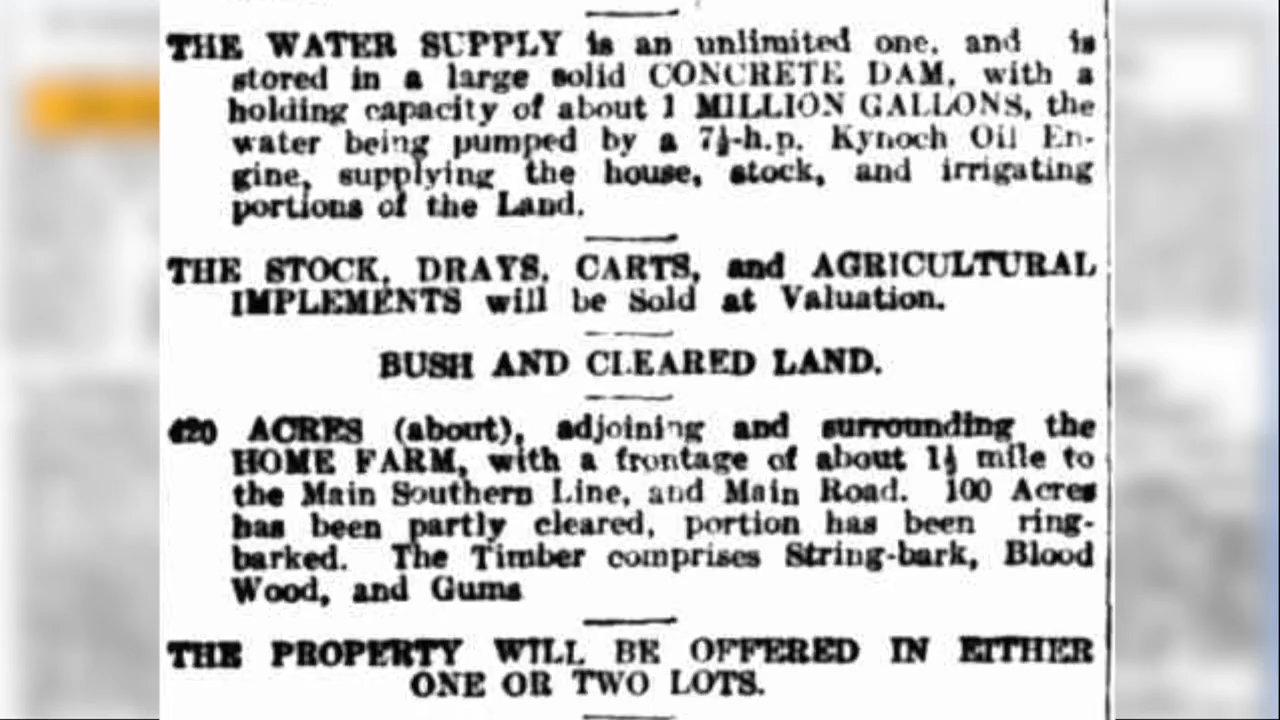 THE WATER SUPPLY is an unlimited one, and is
stored in a large solid CONCRETE DAM, with a
holding capacity of about 1 MILLION GALLONS, the
water being pumped by a 7½-h.p. Kynoch Oil En-
gine, supplying the house, stock, and irrigating
portions of the Land.
THE STOCK, DRAYS, CARTS, and AGRICULTURAL
IMPLEMENTS will be Sold at Valuation.
BUSH AND CLEARED LAND.
420 ACRES (about), adjoining and surrounding the
HOME FARM, with a frontage of about 1½ mile to
the Main Southern Line, and Main Road. 100 Acres
has been partly cleared, portion has been ring-
barked. The Timber comprises String-bark, Blood
Wood, and Gums
THE PROPERTY WILL BE OFFERED IN EITHER
ONE OR TWO LOTS.